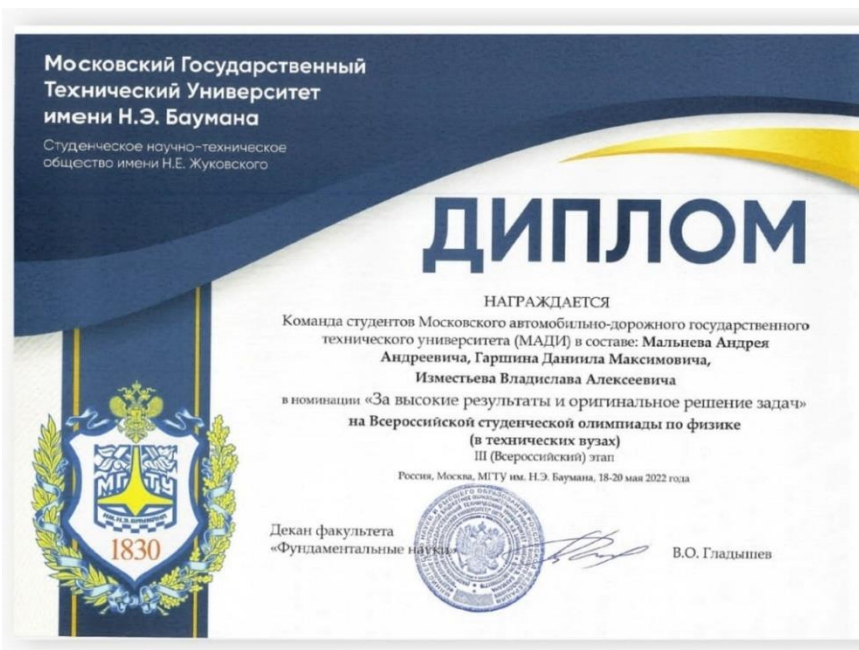 Московский Государственный
Технический Университет
имени Н.Э. Баумана
Студенческое научно-техническое
общество имени Н.Е. Жуковского
ДИПЛОМ
НАГРАЖДАЕТСЯ
Команда студентов Московского автомобильно-дорожного государственного
технического университета (МАДИ) в составе: Мальнева Андрея
Андреевича, Гаршина Даниила Максимовича,
Изместьева Владислава Алексеевича
в номинации «За высокие результаты и оригинальное решение задач»
на Всероссийской студенческой олимпиады по физике
(в технических вузах)
III (Всероссийский) этап
Россия, Москва, МГТУ им. Н.Э. Баумана, 18-20 мая 2022 года
МГТУ
ИМ. Н.Э. БАУМАНА
1830
Декан факультета
«Фундаментальные науки»
В.О. Гладышев